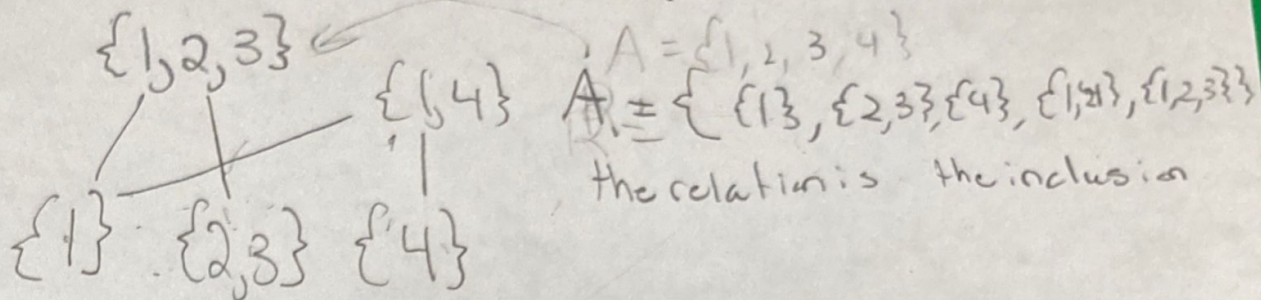 {1,2,3}
A = {1, 2, 3, 4}
{1,4}
A = { {1}, {2,3}, {4}, {1,4}, {1,2,3}}
the relation is the inclusion
{1} {2,3} {4}